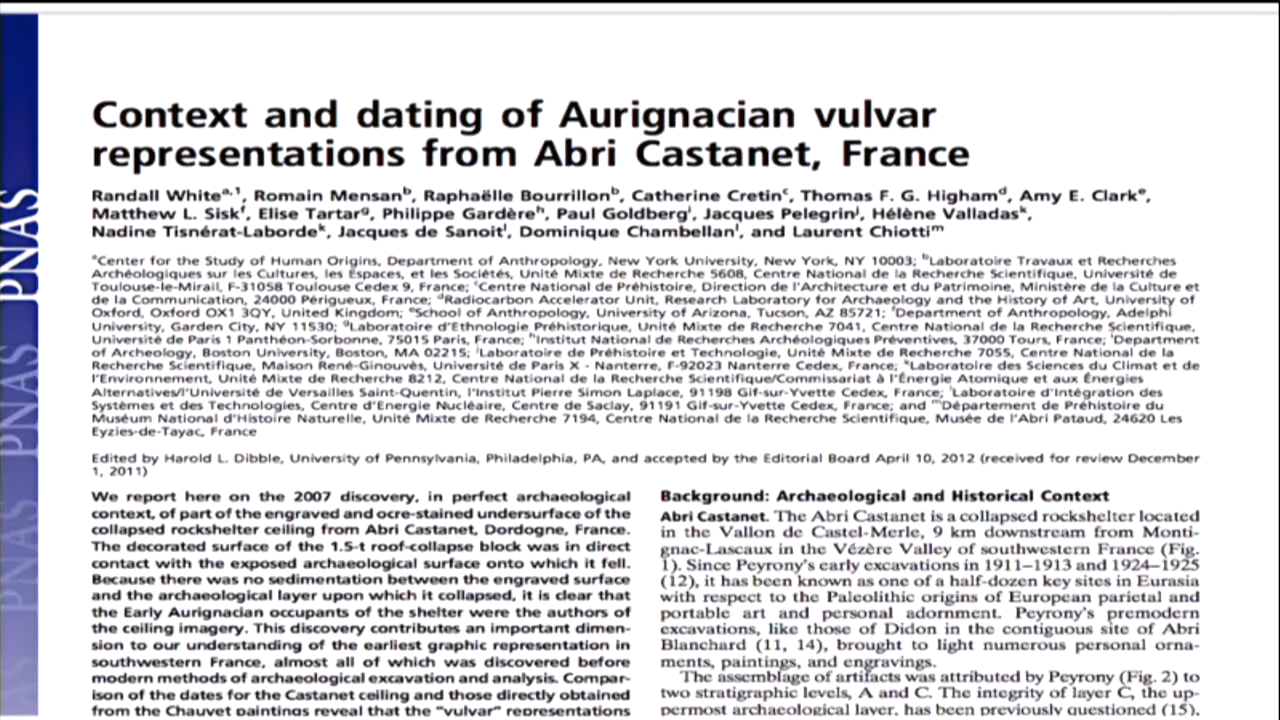 PNAS
PNAS
PNAS
Context and dating of Aurignacian vulvar
representations from Abri Castanet, France
Randall Whiteᵃ,¹, Romain Mensanᵇ, Raphaëlle Bourrillonᵇ, Catherine Cretinᶜ, Thomas F. G. Highamᵈ, Amy E. Clarkᵉ,
Matthew L. Siskᶠ, Elise Tartarᵍ, Philippe Gardèreʰ, Paul Goldbergⁱ, Jacques Pelegrinʲ, Hélène Valladasᵏ,
Nadine Tisnérat-Labordeᵏ, Jacques de Sanoitˡ, Dominique Chambellanˡ, and Laurent Chiottiᵐ
ᵃCenter for the Study of Human Origins, Department of Anthropology, New York University, New York, NY 10003; ᵇLaboratoire Travaux et Recherches
Archéologiques sur les Cultures, les Espaces, et les Sociétés, Unité Mixte de Recherche 5608, Centre National de la Recherche Scientifique, Université de
Toulouse-le-Mirail, F-31058 Toulouse Cedex 9, France; ᶜCentre National de Préhistoire, Direction de l'Architecture et du Patrimoine, Ministère de la Culture et
de la Communication, 24000 Périgueux, France; ᵈRadiocarbon Accelerator Unit, Research Laboratory for Archaeology and the History of Art, University of
Oxford, Oxford OX1 3QY, United Kingdom; ᵉSchool of Anthropology, University of Arizona, Tucson, AZ 85721; ᶠDepartment of Anthropology, Adelphi
University, Garden City, NY 11530; ᵍLaboratoire d'Ethnologie Préhistorique, Unité Mixte de Recherche 7041, Centre National de la Recherche Scientifique,
Université de Paris 1 Panthéon-Sorbonne, 75015 Paris, France; ʰInstitut National de Recherches Archéologiques Préventives, 37000 Tours, France; ⁱDepartment
of Archeology, Boston University, Boston, MA 02215; ʲLaboratoire de Préhistoire et Technologie, Unité Mixte de Recherche 7055, Centre National de la
Recherche Scientifique, Maison René-Ginouvès, Université de Paris X - Nanterre, F-92023 Nanterre Cedex, France; ᵏLaboratoire des Sciences du Climat et de
l'Environnement, Unité Mixte de Recherche 8212, Centre National de la Recherche Scientifique/Commissariat à l'Énergie Atomique et aux Énergies
Alternatives/l'Université de Versailles Saint-Quentin, l'Institut Pierre Simon Laplace, 91198 Gif-sur-Yvette Cedex, France; ˡLaboratoire d'Intégration des
Systèmes et des Technologies, Centre d'Energie Nucléaire, Centre de Saclay, 91191 Gif-sur-Yvette Cedex, France; and ᵐDépartement de Préhistoire du
Muséum National d'Histoire Naturelle, Unité Mixte de Recherche 7194, Centre National de la Recherche Scientifique, Musée de l'Abri Pataud, 24620 Les
Eyzies-de-Tayac, France
Edited by Harold L. Dibble, University of Pennsylvania, Philadelphia, PA, and accepted by the Editorial Board April 10, 2012 (received for review December
1, 2011)
We report here on the 2007 discovery, in perfect archaeological
context, of part of the engraved and ocre-stained undersurface of the
collapsed rockshelter ceiling from Abri Castanet, Dordogne, France.
The decorated surface of the 1.5-t roof-collapse block was in direct
contact with the exposed archaeological surface onto which it fell.
Because there was no sedimentation between the engraved surface
and the archaeological layer upon which it collapsed, it is clear that
the Early Aurignacian occupants of the shelter were the authors of
the ceiling imagery. This discovery contributes an important dimen-
sion to our understanding of the earliest graphic representation in
southwestern France, almost all of which was discovered before
modern methods of archaeological excavation and analysis. Compar-
ison of the dates for the Castanet ceiling and those directly obtained
from the Chauvet paintings reveal that the "vulvar" representations
Background: Archaeological and Historical Context
Abri Castanet. The Abri Castanet is a collapsed rockshelter located
in the Vallon de Castel-Merle, 9 km downstream from Monti-
gnac-Lascaux in the Vézère Valley of southwestern France (Fig.
1). Since Peyrony's early excavations in 1911–1913 and 1924–1925
(12), it has been known as one of a half-dozen key sites in Eurasia
with respect to the Paleolithic origins of European parietal and
portable art and personal adornment. Peyrony's premodern
excavations, like those of Didon in the contiguous site of Abri
Blanchard (11, 14), brought to light numerous personal orna-
ments, paintings, and engravings.
The assemblage of artifacts was attributed by Peyrony (Fig. 2) to
two stratigraphic levels, A and C. The integrity of layer C, the up-
permost archaeological layer, has been previously questioned (15),